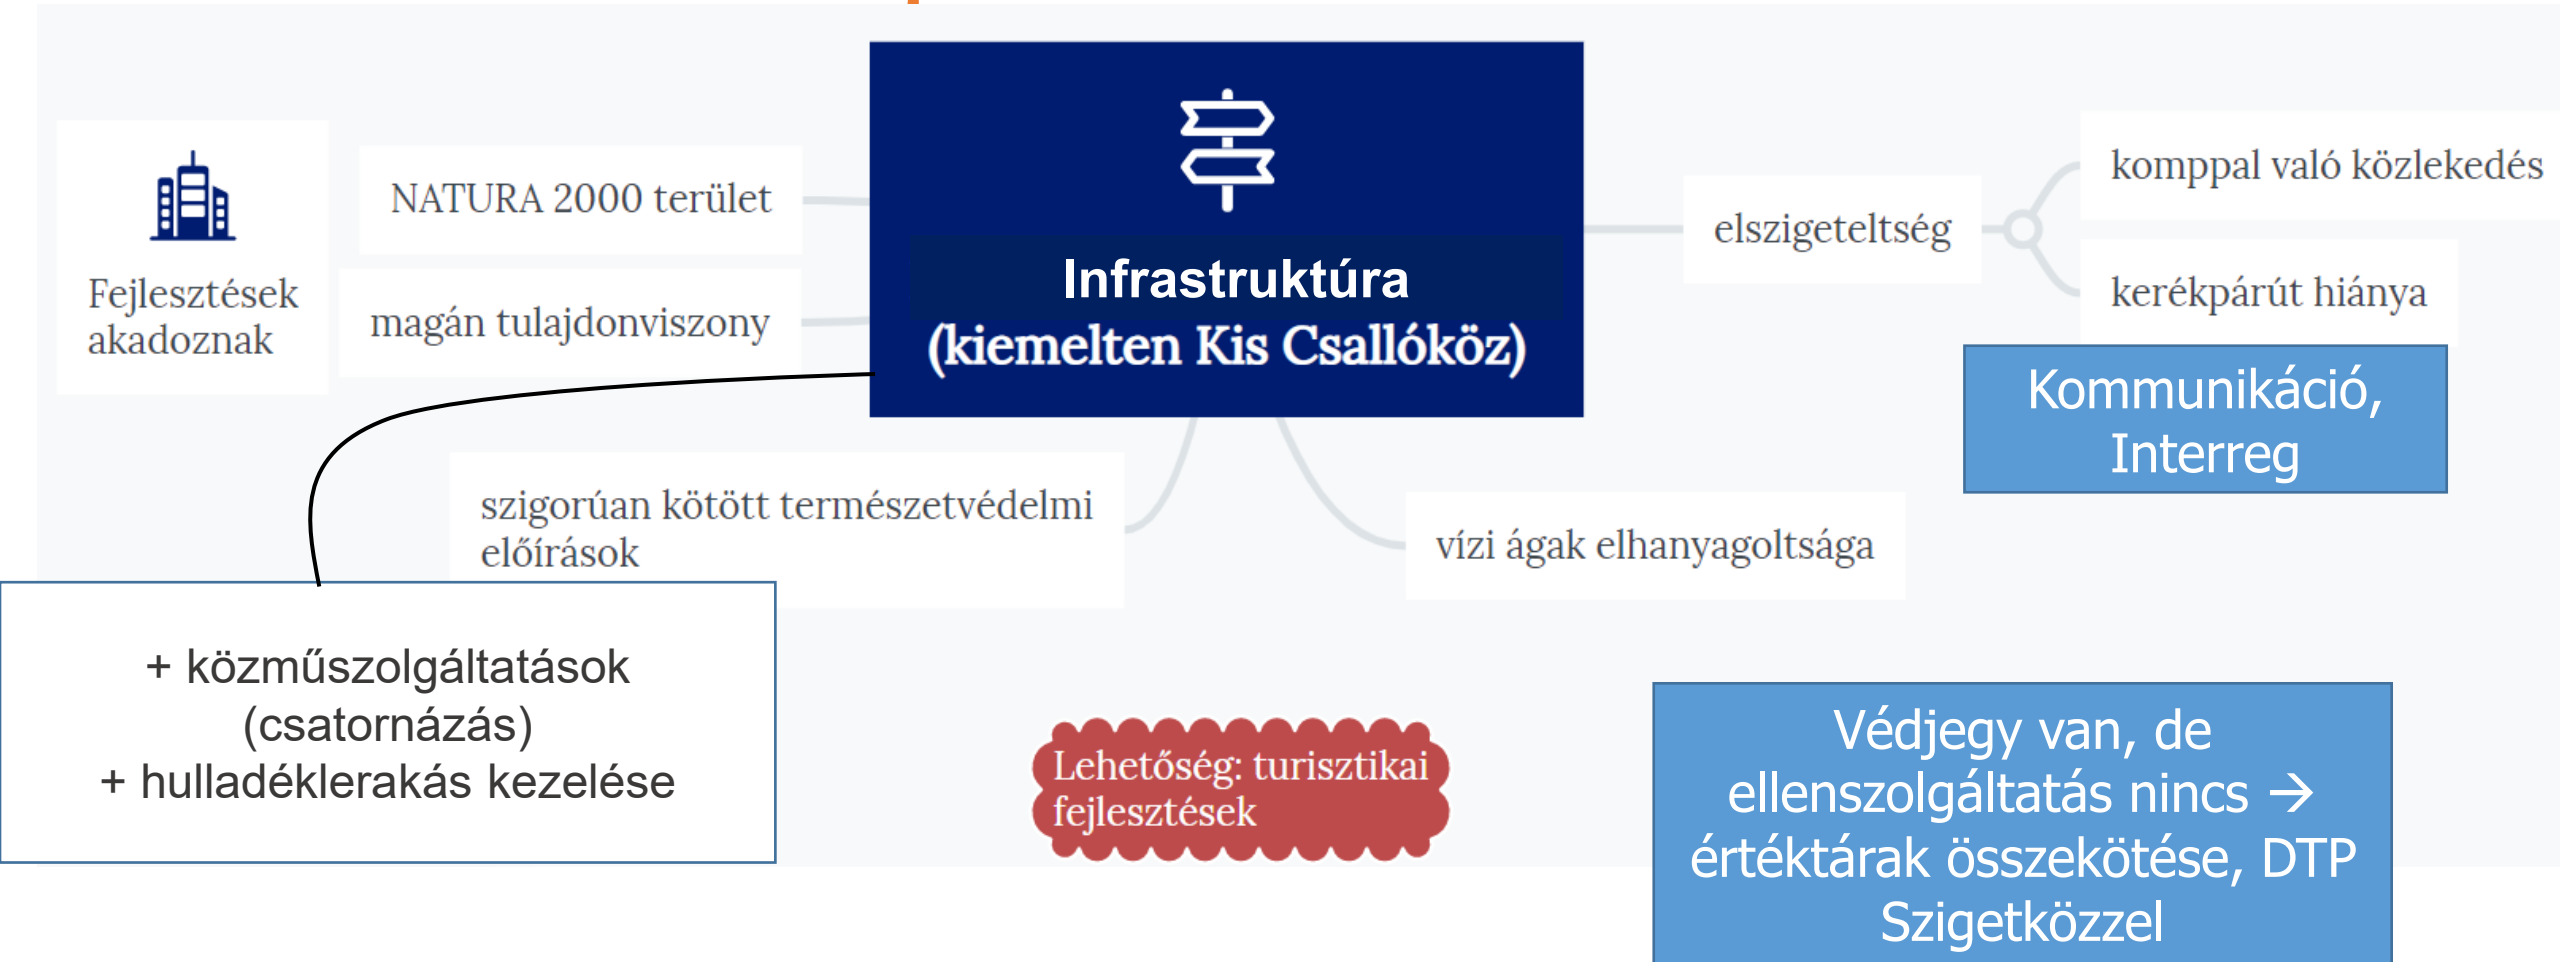 Fejlesztések
akadoznak
NATURA 2000 terület
magán tulajdonviszony
Infrastruktúra
(kiemelten Kis Csallóköz)
elszigeteltség
komppal való közlekedés
kerékpárút hiánya
Kommunikáció,
Interreg
szigorúan kötött természetvédelmi
előírások
vízi ágak elhanyagoltsága
+ közműszolgáltatások
(csatornázás)
+ hulladéklerakás kezelése
Lehetőség: turisztikai
fejlesztések
Védjegy van, de
ellenszolgáltatás nincs →
értéktárak összekötése, DTP
Szigetközzel